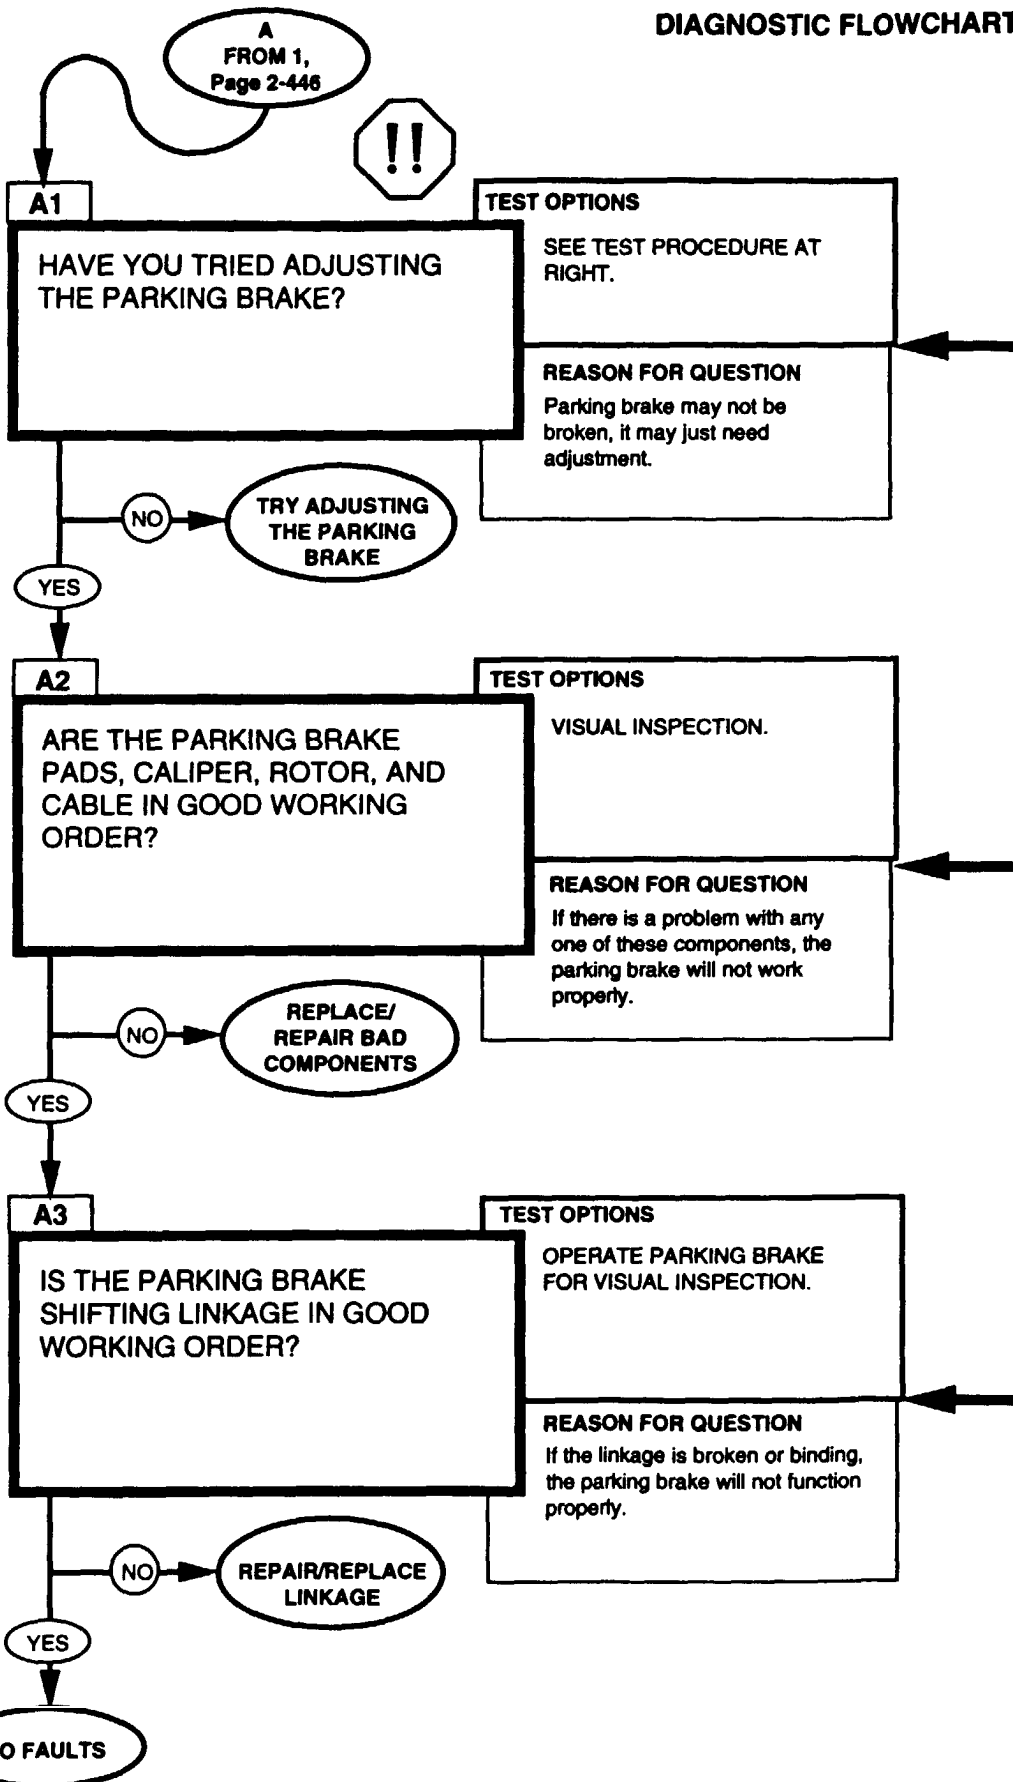 DIAGNOSTIC FLOWCHART
A
FROM 1,
Page 2-446
!!
A1
HAVE YOU TRIED ADJUSTING
THE PARKING BRAKE?
TEST OPTIONS
SEE TEST PROCEDURE AT
RIGHT.
REASON FOR QUESTION
Parking brake may not be
broken, it may just need
adjustment.
NO
TRY ADJUSTING
THE PARKING
BRAKE
YES
A2
ARE THE PARKING BRAKE
PADS, CALIPER, ROTOR, AND
CABLE IN GOOD WORKING
ORDER?
TEST OPTIONS
VISUAL INSPECTION.
REASON FOR QUESTION
If there is a problem with any
one of these components, the
parking brake will not work
properly.
NO
REPLACE/
REPAIR BAD
COMPONENTS
YES
A3
IS THE PARKING BRAKE
SHIFTING LINKAGE IN GOOD
WORKING ORDER?
TEST OPTIONS
OPERATE PARKING BRAKE
FOR VISUAL INSPECTION.
REASON FOR QUESTION
If the linkage is broken or binding,
the parking brake will not function
properly.
NO
REPAIR/REPLACE
LINKAGE
YES
O FAULTS